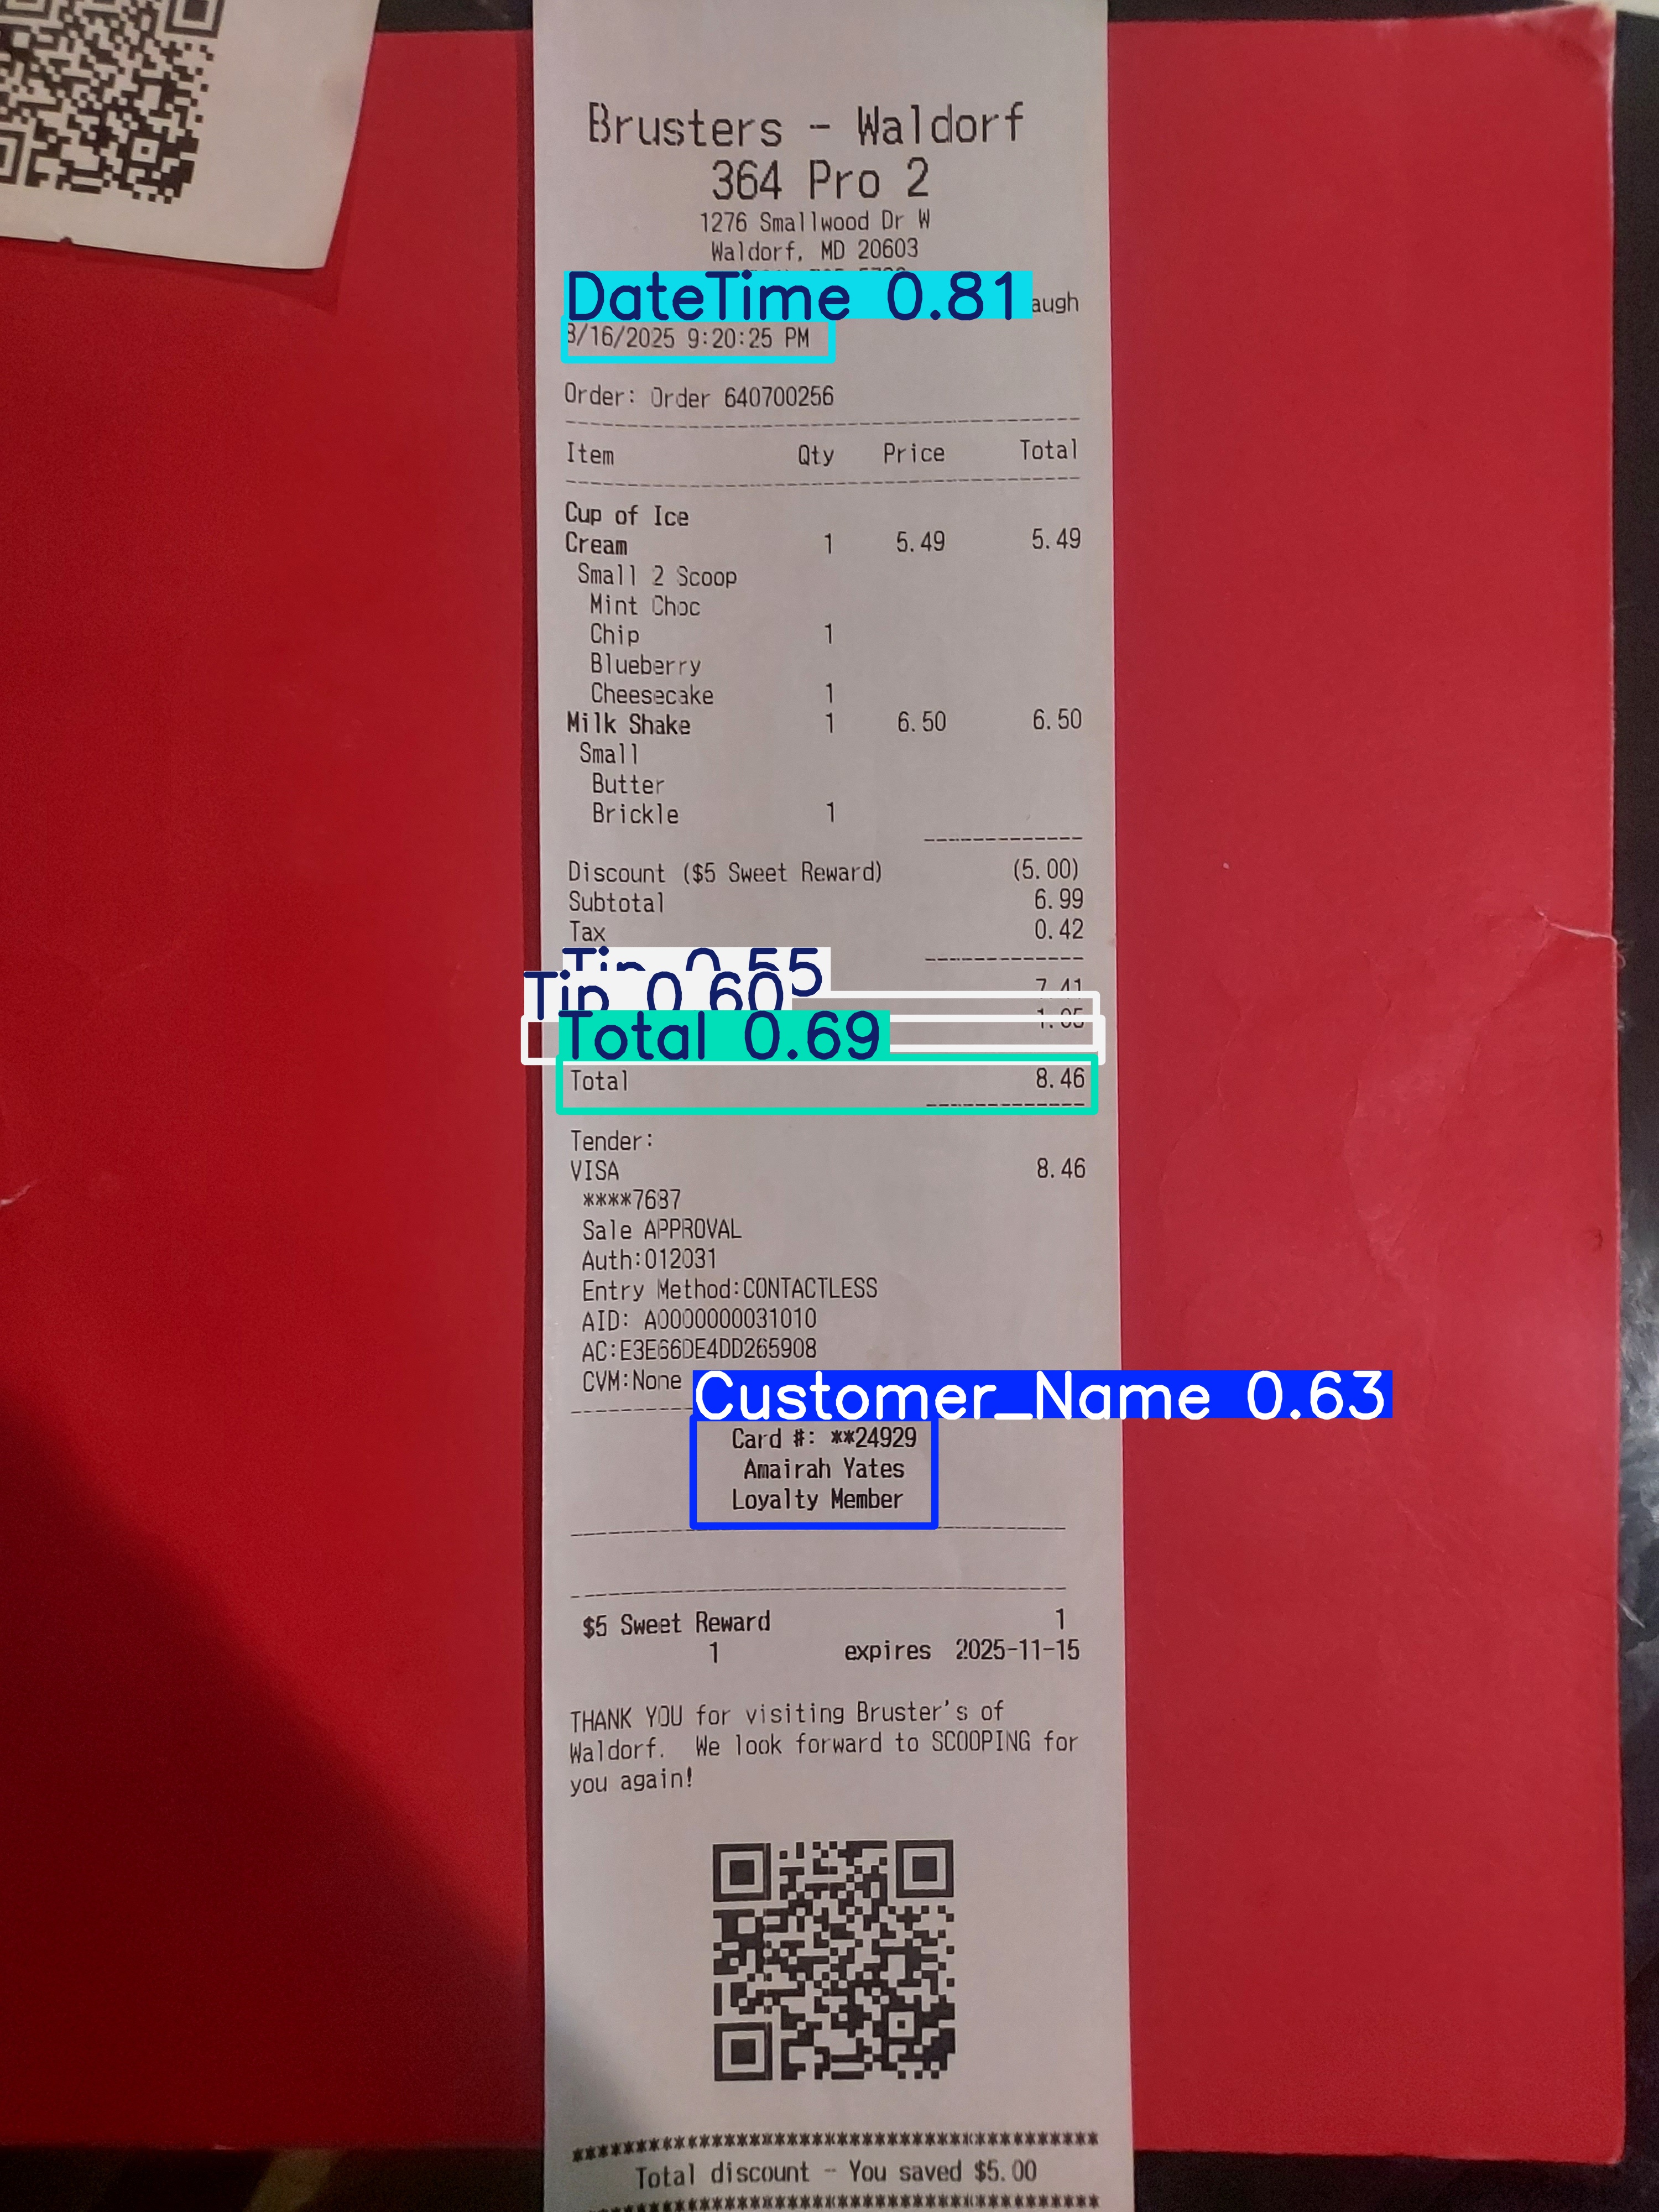 Brusters - Waldorf
364 Pro 2
1276 Smallwood Dr W
Waldorf, MD 20603
DateTime 0.81
augh
8/16/2025 9:20:25 PM
Order: Order 640700256
Item Qty Price Total
Cup of Ice
Cream 1 5.49 5.49
Small 2 Scoop
Mint Choc
Chip 1
Blueberry
Cheesecake 1
Milk Shake 1 6.50 6.50
Small
Butter
Brickle 1
Discount ($5 Sweet Reward) (5.00)
Subtotal 6.99
Tax 0.42
Tip 0.55
7.41
Tip 0.60
1.05
Total 0.69
Total 8.46
Tender:
VISA 8.46
****7687
Sale APPROVAL
Auth:012031
Entry Method:CONTACTLESS
AID: A0000000031010
AC:E3E66DE4DD265908
CVM:None
Customer_Name 0.63
Card #: **24929
Amairah Yates
Loyalty Member
$5 Sweet Reward 1
1 expires 2025-11-15
THANK YOU for visiting Bruster's of
Waldorf. We look forward to SCOOPING for
you again!
******************************************
Total discount - You saved $5.00
******************************************